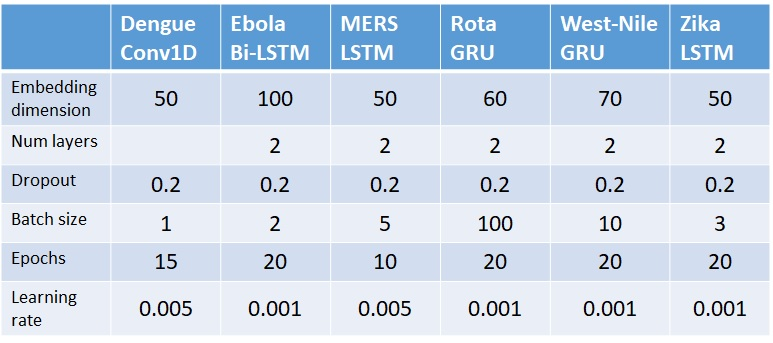 Dengue Conv1D Ebola Bi-LSTM MERS LSTM Rota GRU West-Nile GRU Zika LSTM
Embedding dimension 50 100 50 60 70 50
Num layers 2 2 2 2 2
Dropout 0.2 0.2 0.2 0.2 0.2 0.2
Batch size 1 2 5 100 10 3
Epochs 15 20 10 20 20 20
Learning rate 0.005 0.001 0.005 0.001 0.001 0.001